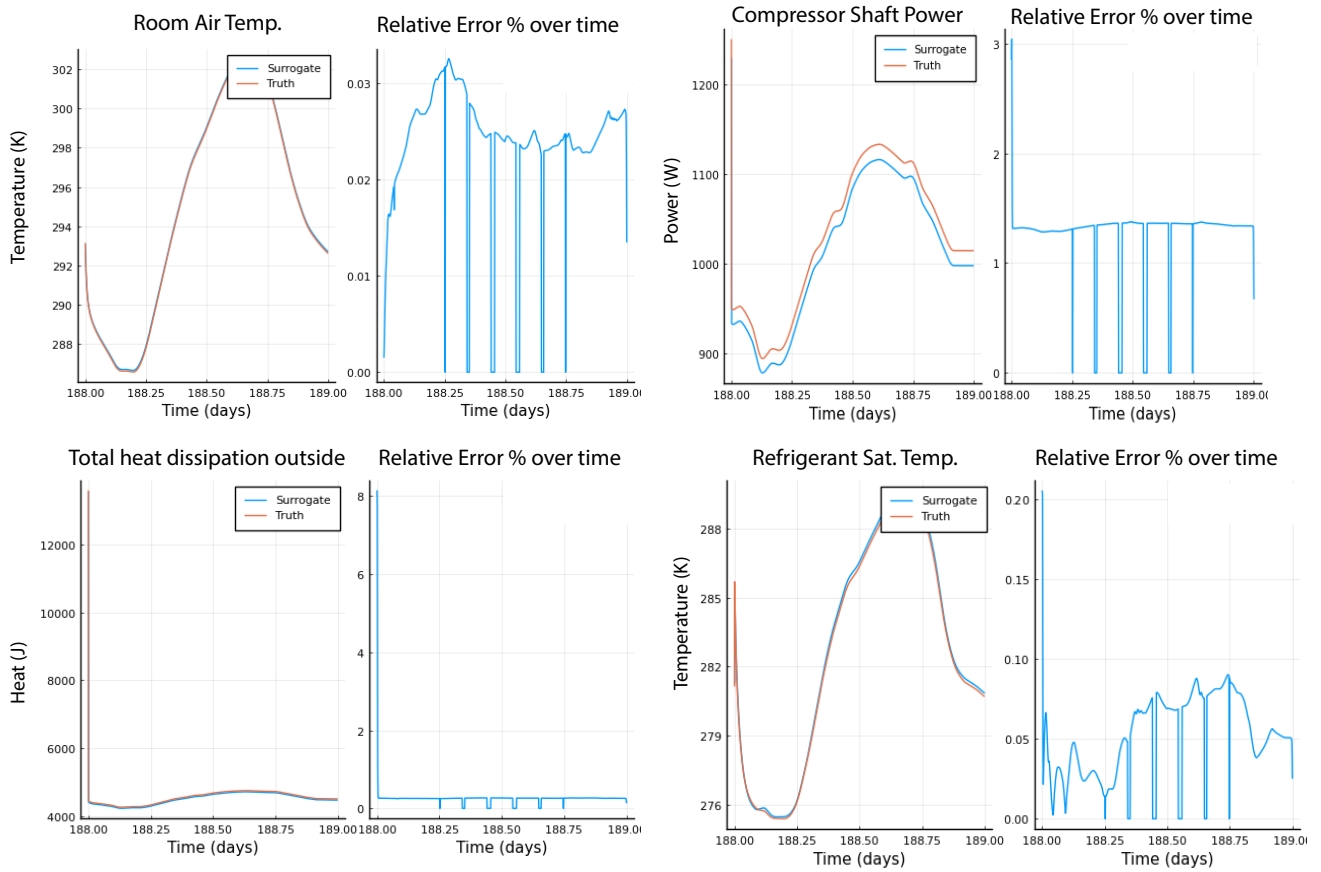 Room Air Temp.
Relative Error % over time
Compressor Shaft Power
Relative Error % over time
Temperature (K)
302
300
298
296
294
292
290
288
Surrogate
Truth
188.00
188.25
188.50
188.75
189.00
Time (days)
0.03
0.02
0.01
0.00
188.00
188.25
188.50
188.75
189.0
Time (days)
Power (W)
1200
1100
1000
900
Surrogate
Truth
188.00
188.25
188.50
188.75
189.00
Time (days)
3
2
1
0
188.00
188.25
188.50
188.75
189.0
Time (days)
Total heat dissipation outside
Relative Error % over time
Refrigerant Sat. Temp.
Relative Error % over time
Heat (J)
12000
10000
8000
6000
4000
Surrogate
Truth
188.00
188.25
188.50
188.75
189.00
Time (days)
8
6
4
2
0
188.00
188.25
188.50
188.75
189.0
Time (days)
Temperature (K)
288
285
282
279
276
Surrogate
Truth
188.00
188.25
188.50
188.75
189.00
Time (days)
0.20
0.15
0.10
0.05
0.00
188.00
188.25
188.50
188.75
189.0
Time (days)